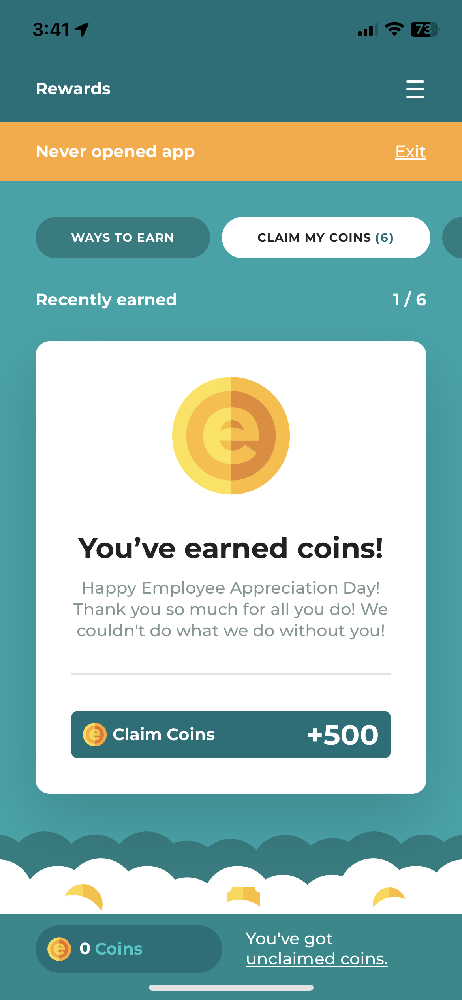 3:41
73
Rewards
Never opened app
Exit
WAYS TO EARN
CLAIM MY COINS (6)
Recently earned
1 / 6
e
You’ve earned coins!
Happy Employee Appreciation Day!
Thank you so much for all you do! We
couldn't do what we do without you!
e
Claim Coins
+500
e
0 Coins
You've got
unclaimed coins.